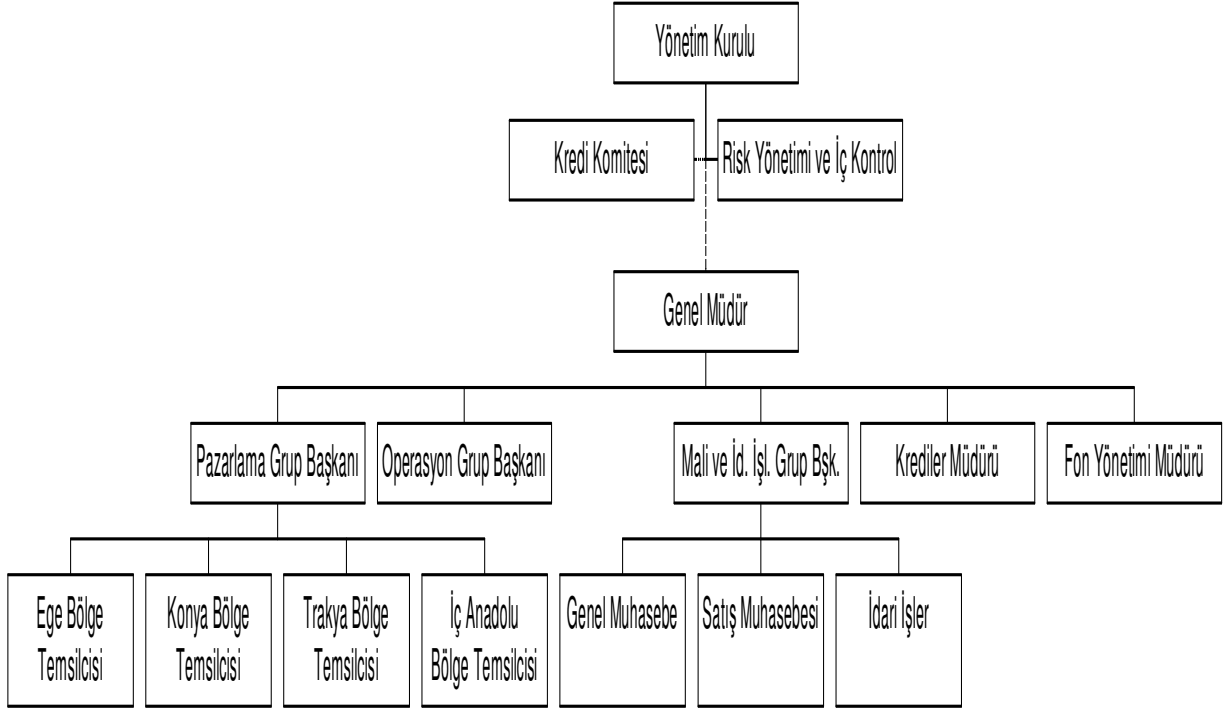 Yönetim Kurulu
Kredi Komitesi
Risk Yönetimi ve İç Kontrol
Genel Müdür
Pazarlama Grup Başkanı
Operasyon Grup Başkanı
Mali ve İd. İşl. Grup Bşk.
Krediler Müdürü
Fon Yönetimi Müdürü
Ege Bölge
Temsilcisi
Konya Bölge
Temsilcisi
Trakya Bölge
Temsilcisi
İç Anadolu
Bölge Temsilcisi
Genel Muhasebe
Satış Muhasebesi
İdari İşler